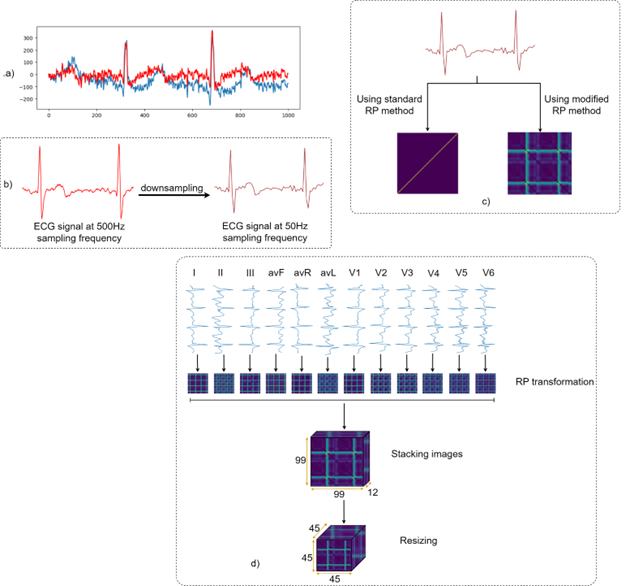 .a)
300
200
100
0
−100
−200
0
200
400
600
800
1000
b)
downsampling
ECG signal at 500Hz
sampling frequency
ECG signal at 50Hz
sampling frequency
Using standard
RP method
Using modified
RP method
c)
I II III avF avR avL V1 V2 V3 V4 V5 V6
RP transformation
99
99
12
Stacking images
45
45
45
Resizing
d)